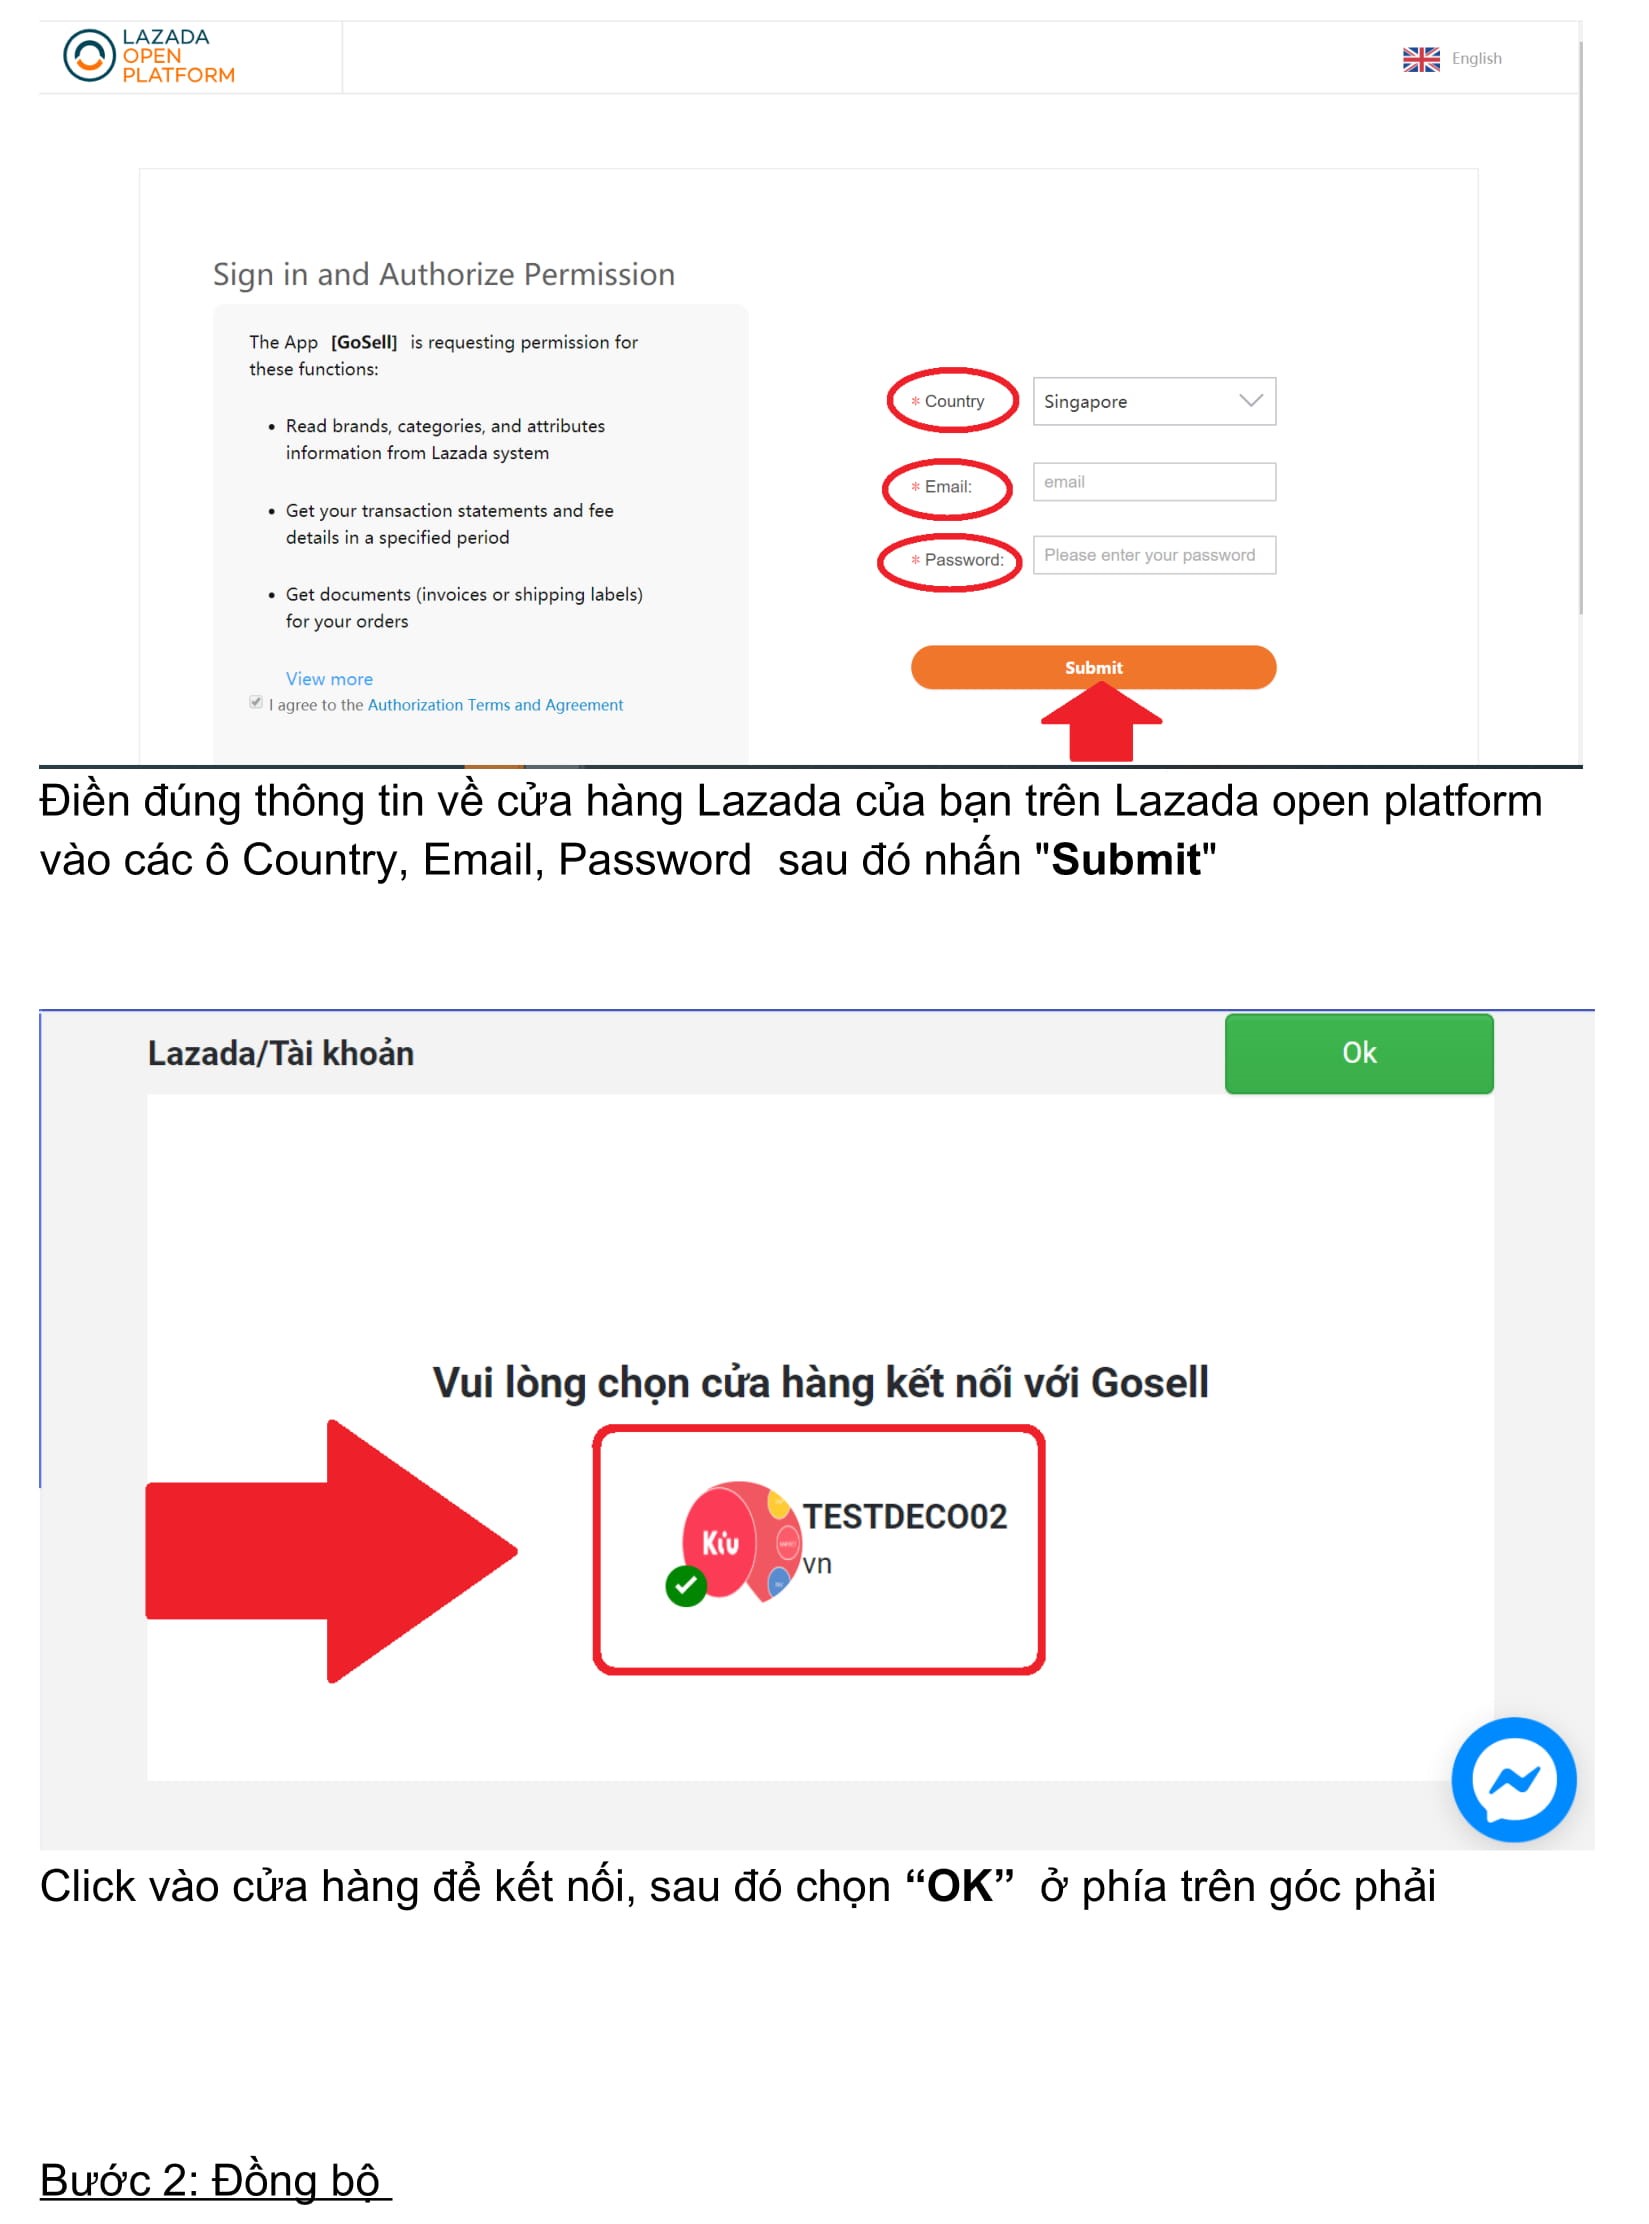 LAZADA
OPEN
PLATFORM
English
Sign in and Authorize Permission
The App [GoSell] is requesting permission for
these functions:
• Read brands, categories, and attributes
information from Lazada system
• Get your transaction statements and fee
details in a specified period
• Get documents (invoices or shipping labels)
for your orders
View more
I agree to the Authorization Terms and Agreement
* Country Singapore
* Email: email
* Password: Please enter your password
Submit
Điền đúng thông tin về cửa hàng Lazada của bạn trên Lazada open platform
vào các ô Country, Email, Password sau đó nhấn "Submit"
Lazada/Tài khoản
Ok
Vui lòng chọn cửa hàng kết nối với Gosell
Kiu
TESTDECO02
vn
Click vào cửa hàng để kết nối, sau đó chọn “OK” ở phía trên góc phải
Bước 2: Đồng bộ